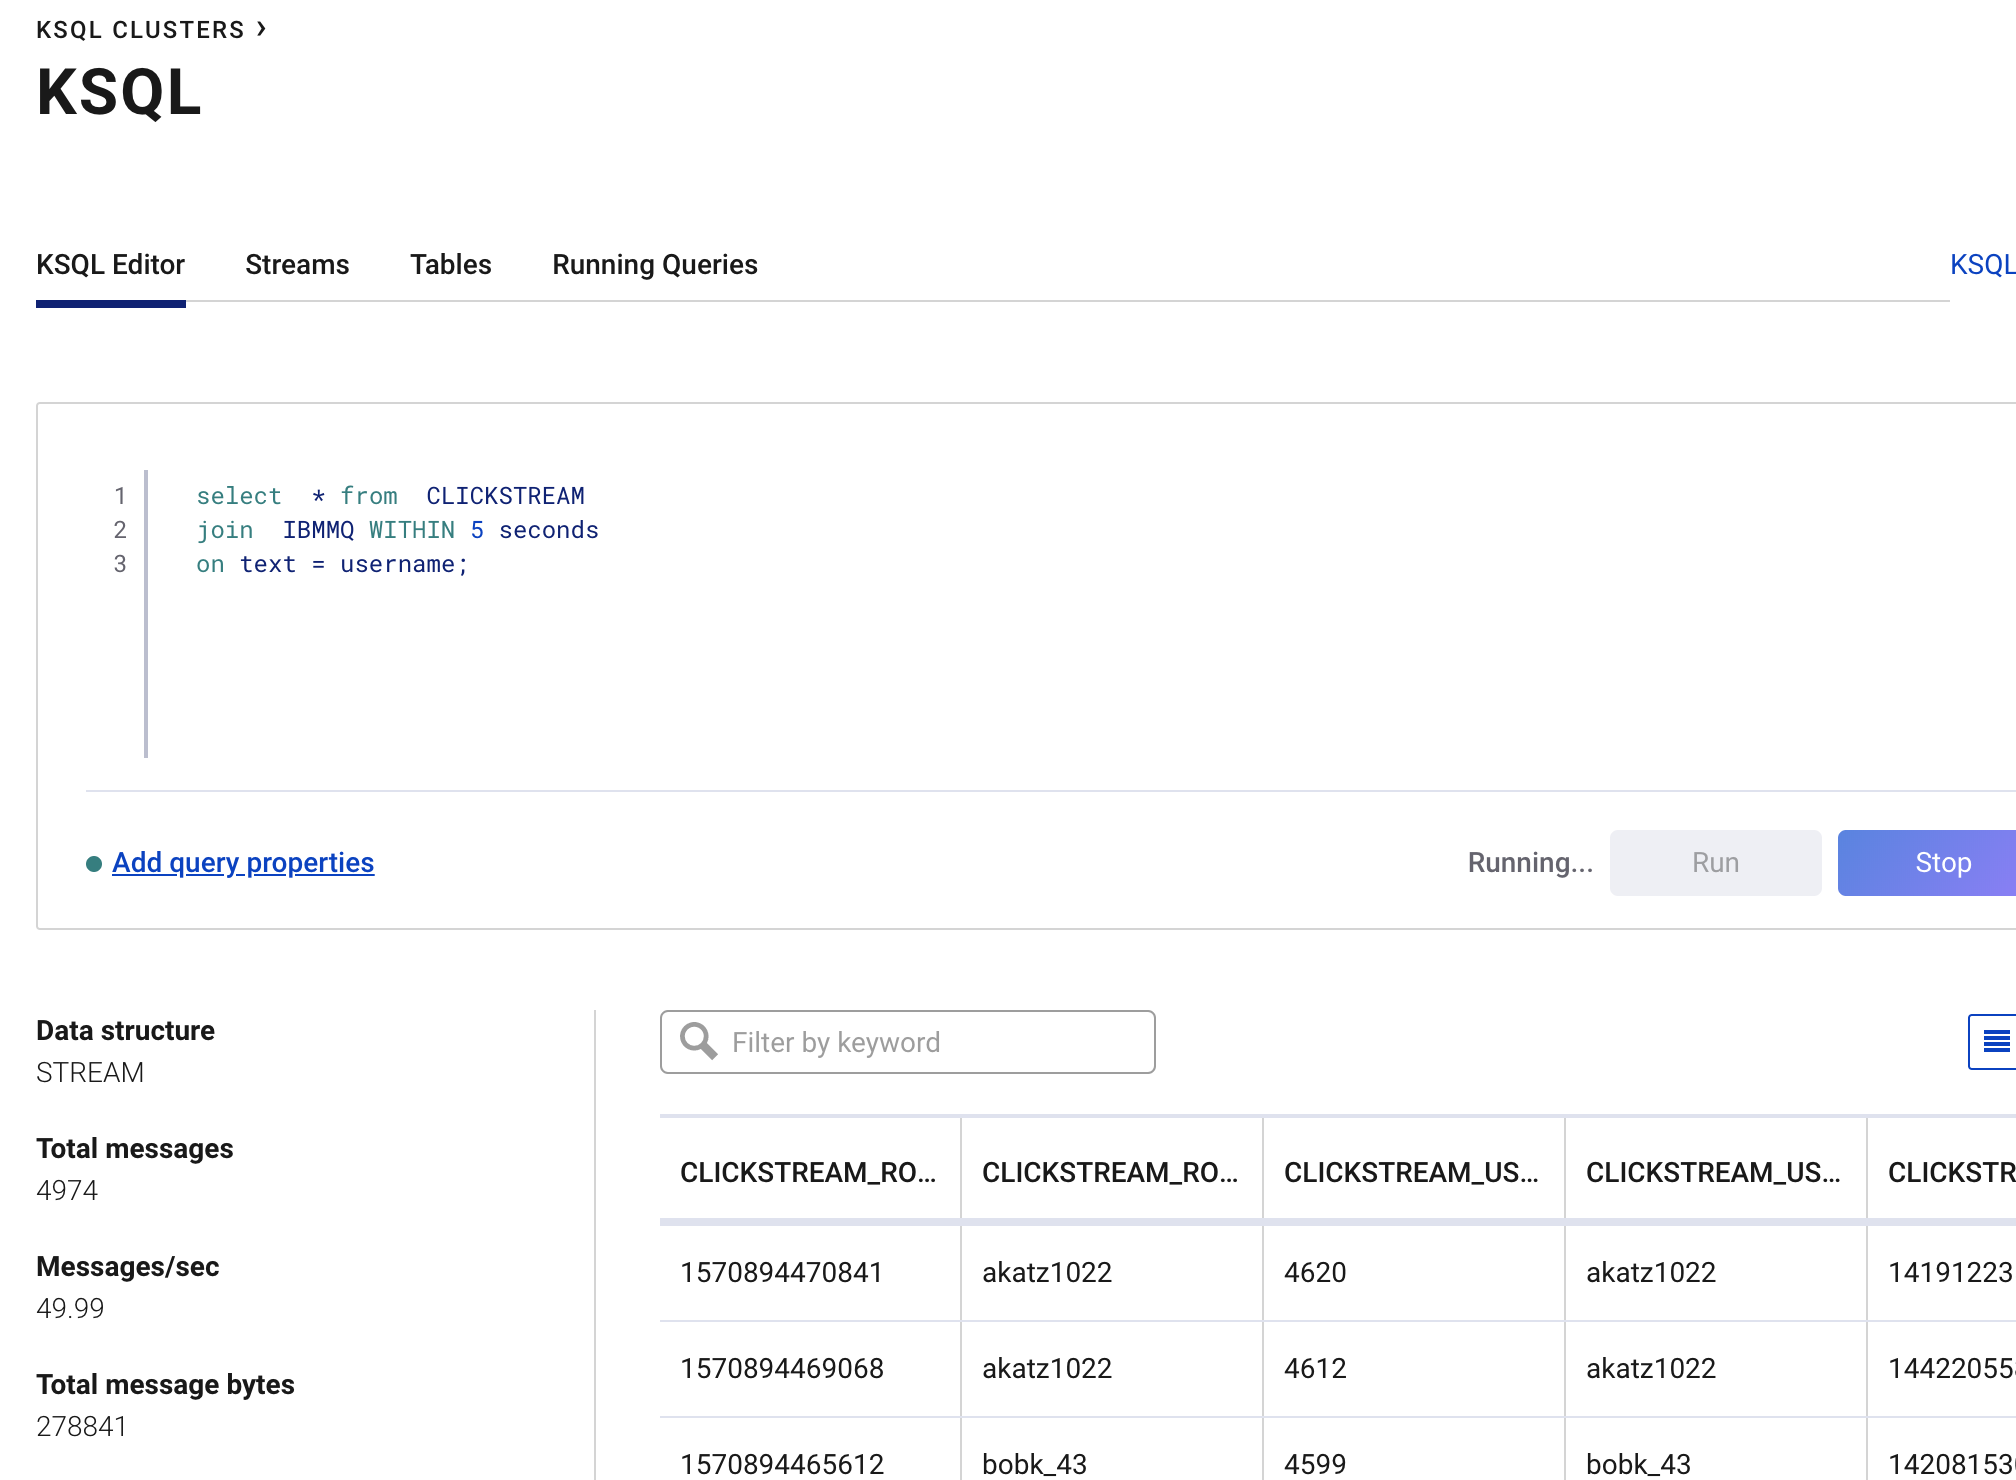 KSQL CLUSTERS ›
KSQL
KSQL Editor Streams Tables Running Queries KSQL
1 select  * from  CLICKSTREAM
2 join  IBMMQ WITHIN 5 seconds
3 on text = username;
Add query properties Running... Run Stop
Data structure
STREAM
Total messages
4974
Messages/sec
49.99
Total message bytes
278841
Filter by keyword
CLICKSTREAM_RO... CLICKSTREAM_RO... CLICKSTREAM_US... CLICKSTREAM_US... CLICKSTR
1570894470841 akatz1022 4620 akatz1022 14191223
1570894469068 akatz1022 4612 akatz1022 14422055
1570894465612 bobk_43 4599 bobk_43 14208153